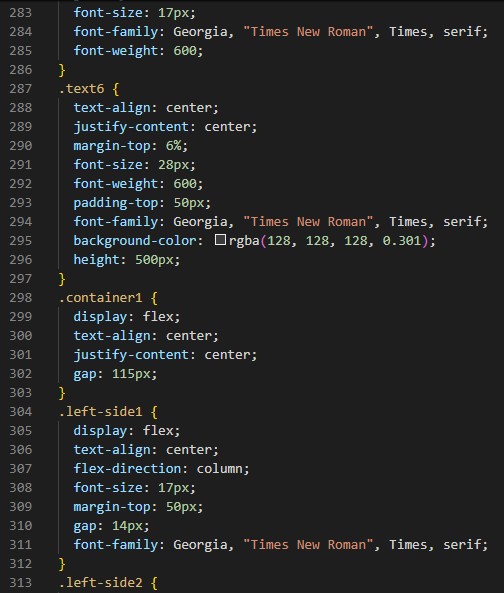 283 font-size: 17px;
284 font-family: Georgia, "Times New Roman", Times, serif;
285 font-weight: 600;
286 }
287 .text6 {
288 text-align: center;
289 justify-content: center;
290 margin-top: 6%;
291 font-size: 28px;
292 font-weight: 600;
293 padding-top: 50px;
294 font-family: Georgia, "Times New Roman", Times, serif;
295 background-color: rgba(128, 128, 128, 0.301);
296 height: 500px;
297 }
298 .container1 {
299 display: flex;
300 text-align: center;
301 justify-content: center;
302 gap: 115px;
303 }
304 .left-side1 {
305 display: flex;
306 text-align: center;
307 flex-direction: column;
308 font-size: 17px;
309 margin-top: 50px;
310 gap: 14px;
311 font-family: Georgia, "Times New Roman", Times, serif;
312 }
313 .left-side2 {